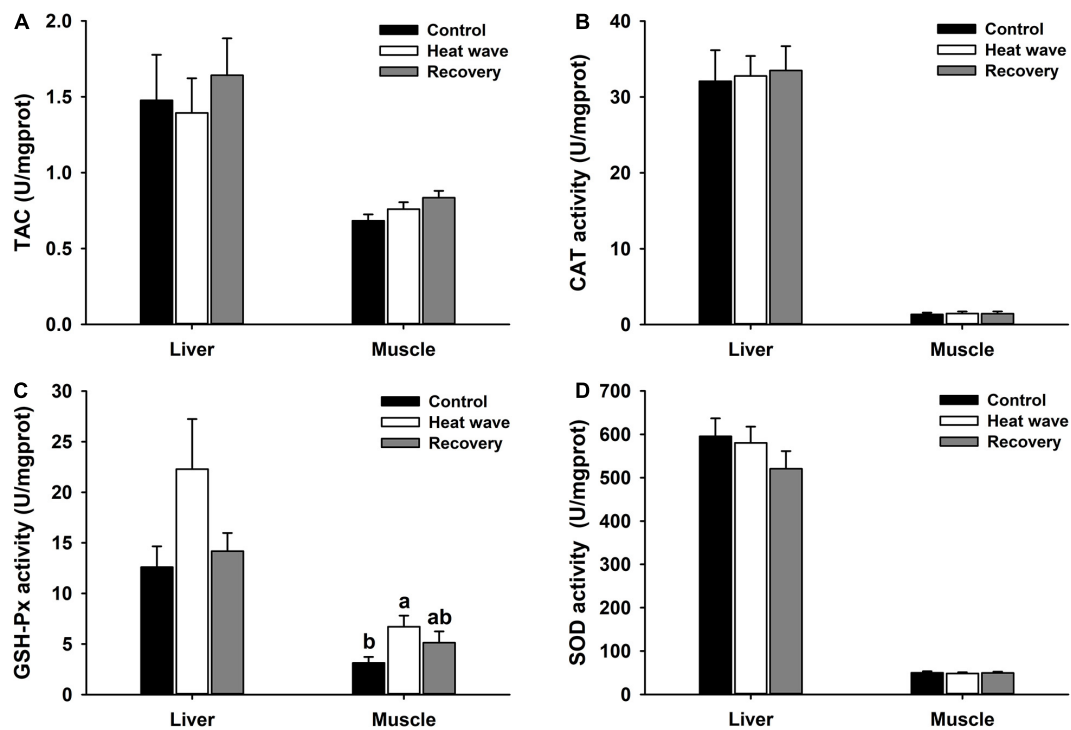 A
TAC (U/mgprot)
2.0
1.5
1.0
0.5
0.0
Control
Heat wave
Recovery
Liver Muscle
B
CAT activity (U/mgprot)
40
30
20
10
0
Control
Heat wave
Recovery
Liver Muscle
C
GSH-Px activity (U/mgprot)
30
25
20
15
10
5
0
Control
Heat wave
Recovery
b a ab
Liver Muscle
D
SOD activity (U/mgprot)
700
600
500
400
300
200
100
0
Control
Heat wave
Recovery
Liver Muscle